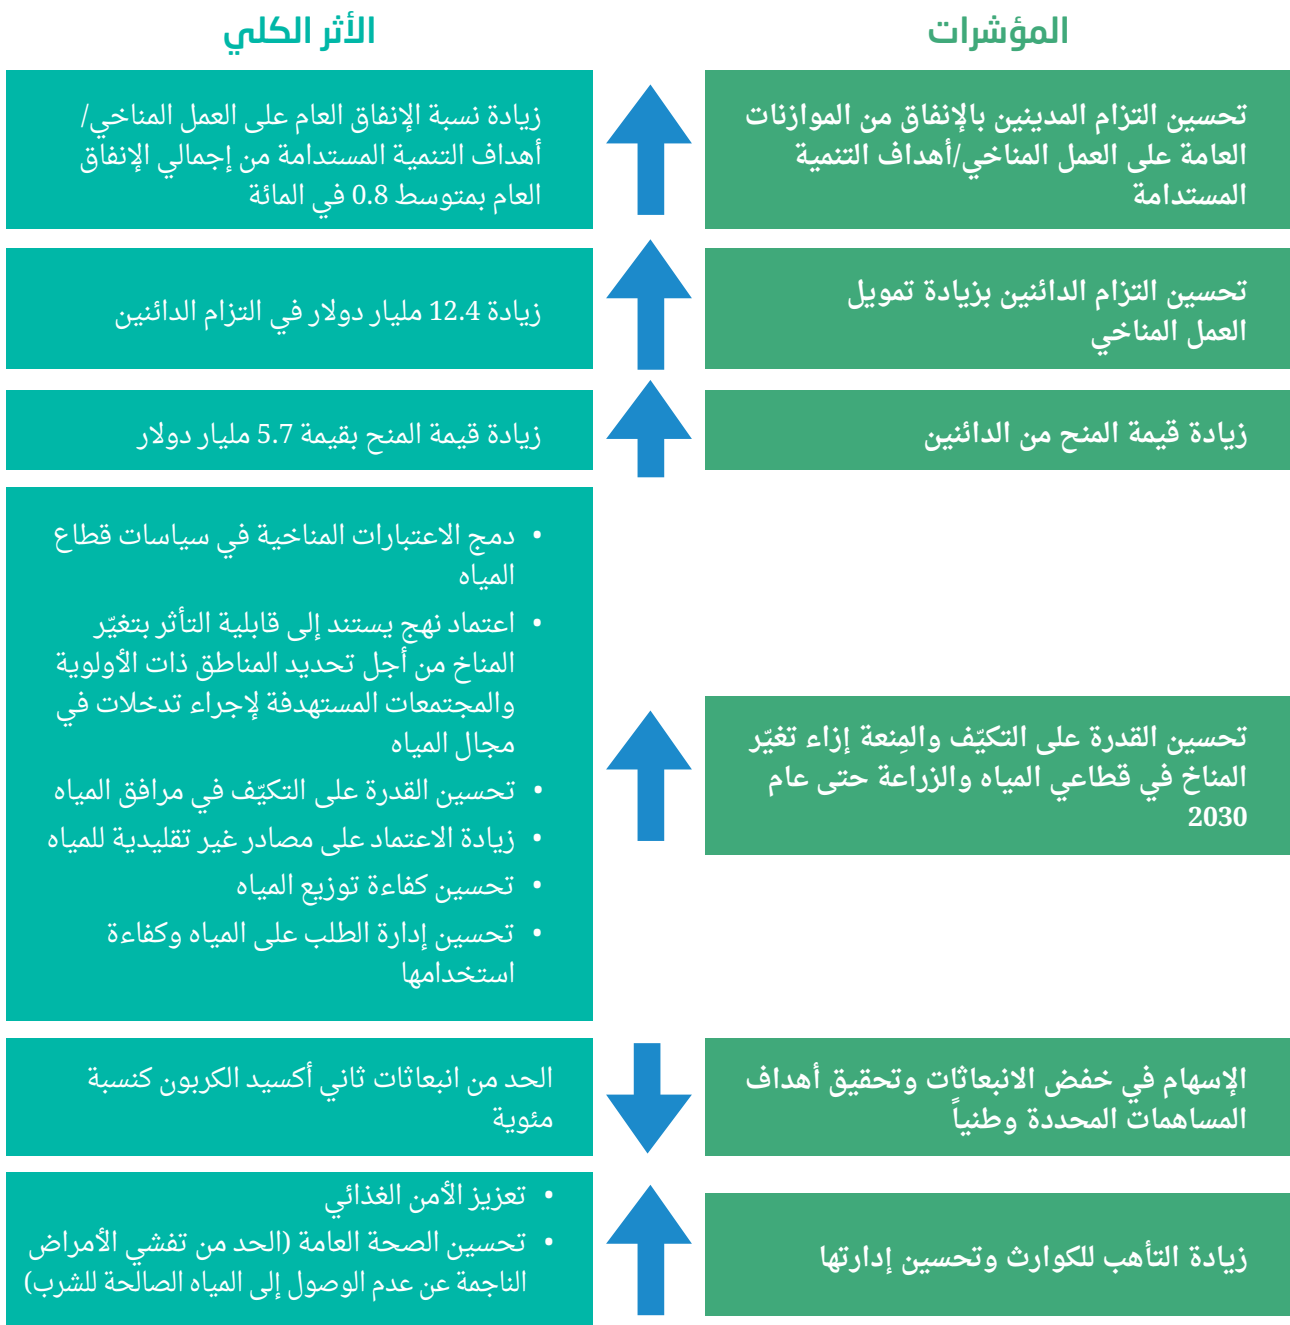 المؤشرات
الأثر الكلي
تحسين التزام المدينين بالإنفاق من الموازنات
العامة على العمل المناخي/أهداف التنمية
المستدامة
زيادة نسبة الإنفاق العام على العمل المناخي/
أهداف التنمية المستدامة من إجمالي الإنفاق
العام بمتوسط 0.8 في المائة
تحسين التزام الدائنين بزيادة تمويل
العمل المناخي
زيادة 12.4 مليار دولار في التزام الدائنين
زيادة قيمة المنح من الدائنين
زيادة قيمة المنح بقيمة 5.7 مليار دولار
تحسين القدرة على التكيّف والمِنعة إزاء تغيّر
المناخ في قطاعي المياه والزراعة حتى عام
2030
• دمج الاعتبارات المناخية في سياسات قطاع
المياه
• اعتماد نهج يستند إلى قابلية التأثر بتغيّر
المناخ من أجل تحديد المناطق ذات الأولوية
والمجتمعات المستهدفة لإجراء تدخلات في
مجال المياه
• تحسين القدرة على التكيّف في مرافق المياه
• زيادة الاعتماد على مصادر غير تقليدية للمياه
• تحسين كفاءة توزيع المياه
• تحسين إدارة الطلب على المياه وكفاءة
استخدامها
الإسهام في خفض الانبعاثات وتحقيق أهداف
المساهمات المحددة وطنياً
الحد من انبعاثات ثاني أكسيد الكربون كنسبة
مئوية
زيادة التأهب للكوارث وتحسين إدارتها
• تعزيز الأمن الغذائي
• تحسين الصحة العامة (الحد من تفشي الأمراض
الناجمة عن عدم الوصول إلى المياه الصالحة للشرب)